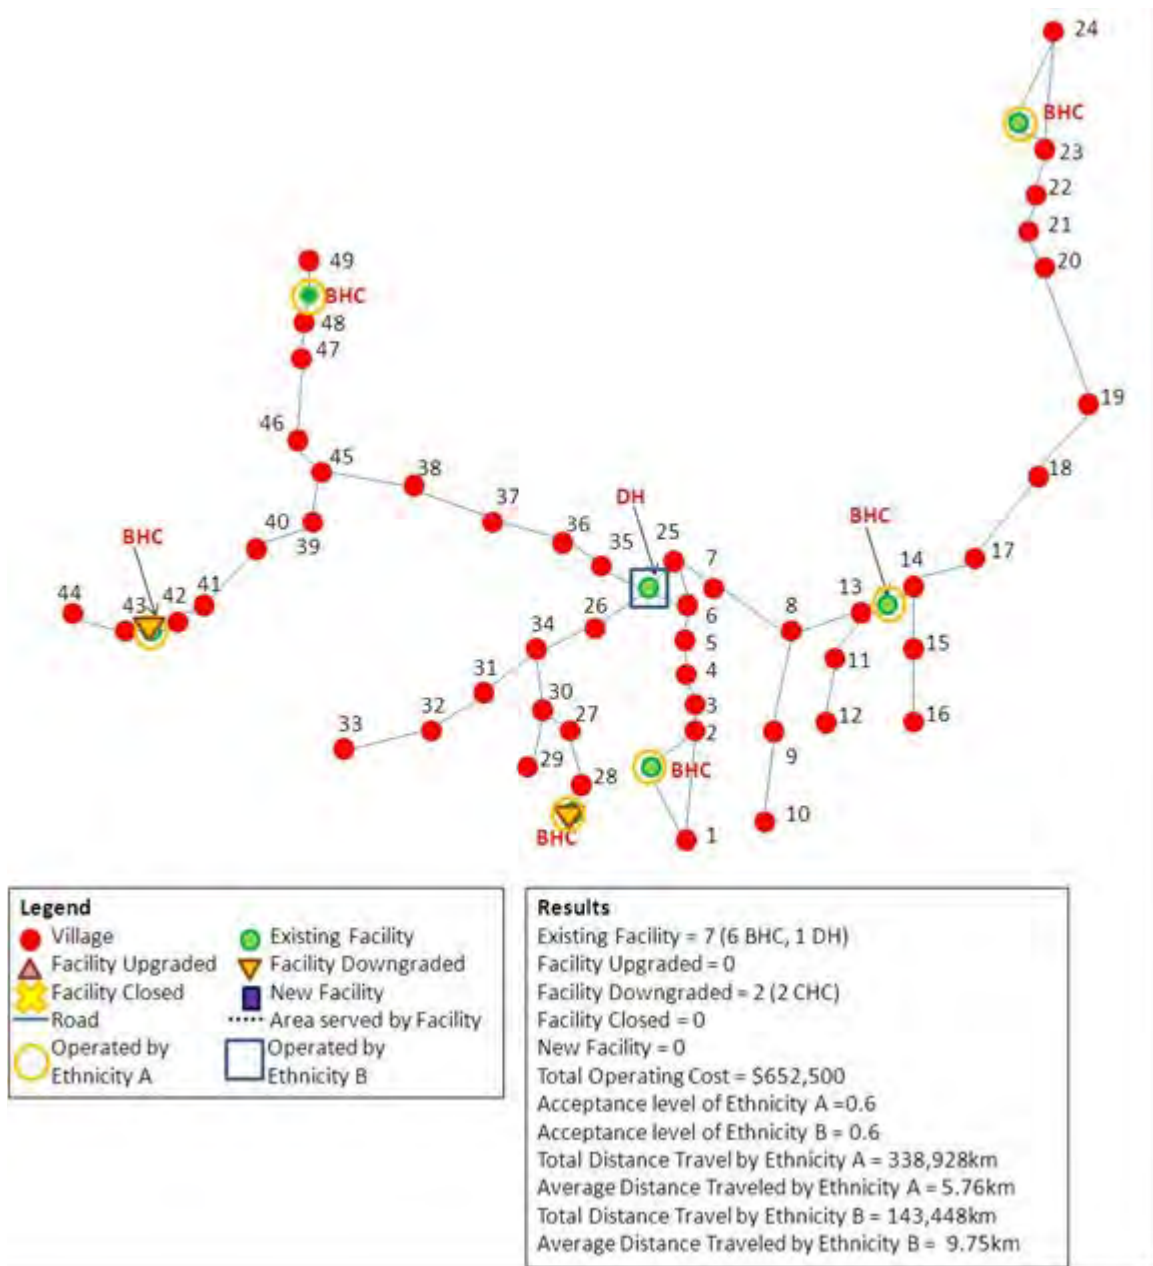 24
BHC
23
22
21
49
20
BHC
48
47
19
46
45
38
18
DH
37
BHC
36
25
BHC
40
35
7
14
17
39
44
43
42
41
13
26
6
8
34
5
15
11
31
4
30
3
33
32
27
2
12
16
29
BHC
9
28
10
BHC
1
Legend
Village
Existing Facility
Facility Upgraded
Facility Downgraded
Facility Closed
New Facility
Road
Area served by Facility
Operated by
Ethnicity A
Operated by
Ethnicity B
Results
Existing Facility = 7 (6 BHC, 1 DH)
Facility Upgraded = 0
Facility Downgraded = 2 (2 CHC)
Facility Closed = 0
New Facility = 0
Total Operating Cost = $652,500
Acceptance level of Ethnicity A =0.6
Acceptance level of Ethnicity B = 0.6
Total Distance Travel by Ethnicity A = 338,928km
Average Distance Traveled by Ethnicity A = 5.76km
Total Distance Travel by Ethnicity B = 143,448km
Average Distance Traveled by Ethnicity B = 9.75km